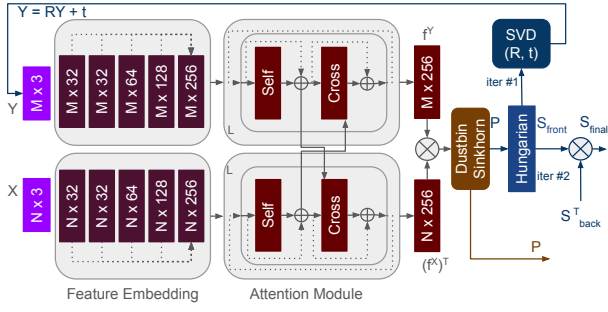 Y = RY + t
Y
M x 3
M x 32
M x 32
M x 64
M x 128
M x 256
L
Self
Cross
f^Y
M x 256
SVD
(R, t)
iter #1
X
N x 3
N x 32
N x 32
N x 64
N x 128
N x 256
L
Self
Cross
N x 256
(f^X)^T
Dustbin
Sinkhorn
P
Hungarian
S_front
iter #2
S_final
S^T_back
P
Feature Embedding
Attention Module